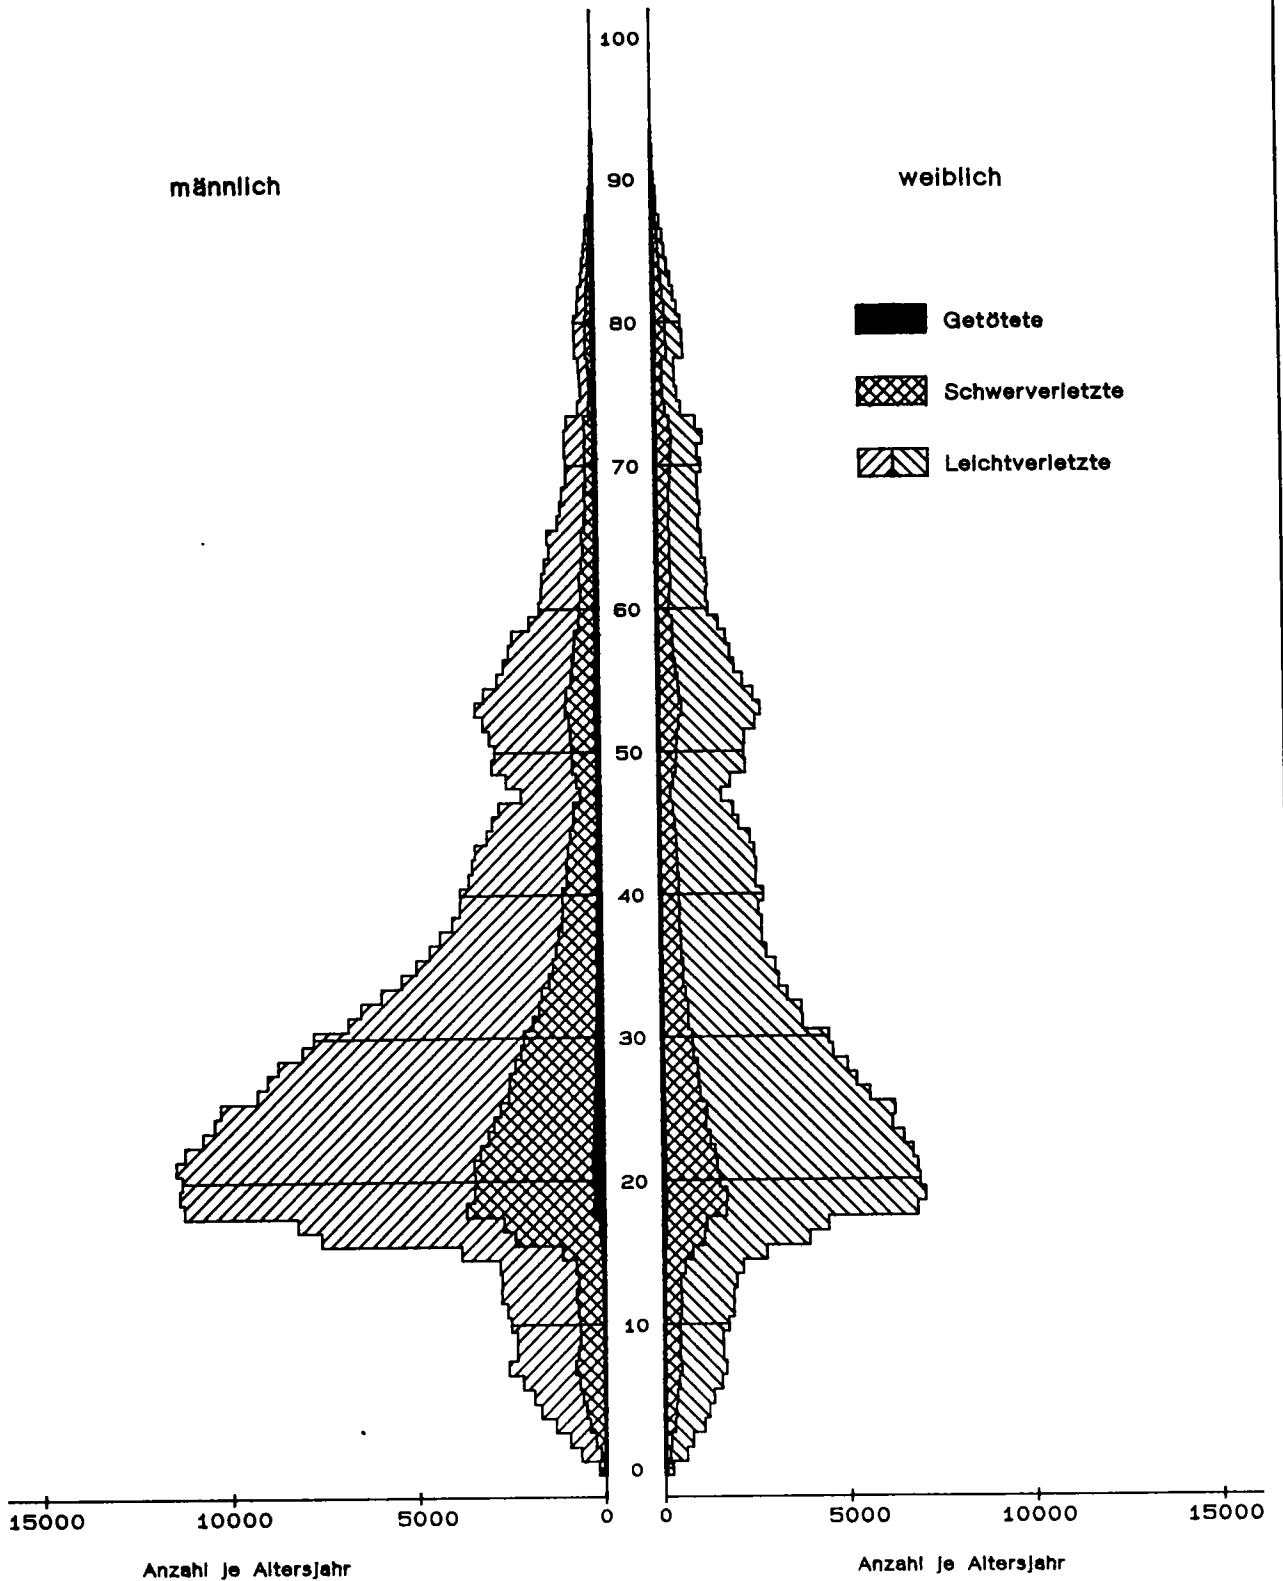 100
männlich
90
weiblich
80
Getötete
Schwerverletzte
70
Leichtverletzte
60
50
40
30
20
10
0
15000 10000 5000 0 0 5000 10000 15000
Anzahl je Altersjahr Anzahl je Altersjahr